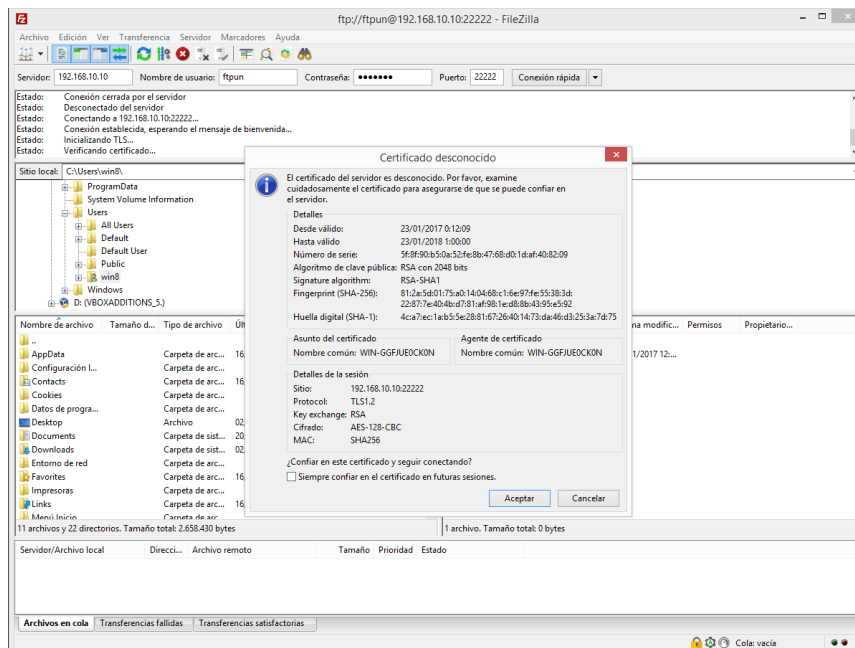 ftp://ftpun@192.168.10.10:22222 - FileZilla
Archivo Edición Ver Transferencia Servidor Marcadores Ayuda
Servidor: 192.168.10.10 Nombre de usuario: ftpun Contraseña: ●●●●●●● Puerto: 22222 Conexión rápida
Estado: Conexión cerrada por el servidor
Estado: Desconectado del servidor
Estado: Conectando a 192.168.10.10:22222...
Estado: Conexión establecida, esperando el mensaje de bienvenida...
Estado: Inicializando TLS...
Estado: Verificando certificado...
Sitio local: C:\Users\win8\
ProgramData
System Volume Information
Users
All Users
Default
Default User
Public
win8
Windows
D: (VBOXADDITIONS_5.)
Nombre de archivo Tamaño d... Tipo de archivo Últ
..
AppData Carpeta de arc... 16,
Configuración l... Carpeta de arc...
Contacts Carpeta de arc... 16,
Cookies Carpeta de arc...
Datos de progra... Carpeta de arc...
Desktop Archivo 02,
Documents Carpeta de sist... 20,
Downloads Carpeta de sist... 02,
Entorno de red Carpeta de arc...
Favorites Carpeta de arc... 16,
Impresoras Carpeta de arc...
Links Carpeta de arc... 16,
Menú Inicio Carpeta de arc...
11 archivos y 22 directorios. Tamaño total: 2.658.430 bytes
Certificado desconocido
El certificado del servidor es desconocido. Por favor, examine
cuidadosamente el certificado para asegurarse de que se puede confiar en
el servidor.
Detalles
Desde válido: 23/01/2017 0:12:09
Hasta válido 23/01/2018 1:00:00
Número de serie: 5f:8f:90:b5:0a:52:fe:8b:47:68:d0:1d:af:40:82:09
Algoritmo de clave pública: RSA con 2048 bits
Signature algorithm: RSA-SHA1
Fingerprint (SHA-256): 81:2a:5d:01:75:a0:14:04:68:c1:6e:97:fe:55:38:3d:
22:87:7e:40:4b:d7:81:af:98:1e:d8:8b:43:95:e5:92
Huella digital (SHA-1): 4c:a7:ec:1a:b5:5e:28:81:67:26:40:14:73:da:46:d3:25:3a:7d:75
Asunto del certificado
Nombre común: WIN-GGFJUE0CK0N
Agente de certificado
Nombre común: WIN-GGFJUE0CK0N
Detalles de la sesión
Sitio: 192.168.10.10:22222
Protocol: TLS1.2
Key exchange: RSA
Cifrado: AES-128-CBC
MAC: SHA256
¿Confiar en este certificado y seguir conectando?
Siempre confiar en el certificado en futuras sesiones.
Aceptar Cancelar
ma modific... Permisos Propietario...
1/2017 12:...
1 archivo. Tamaño total: 0 bytes
Servidor/Archivo local Direcci... Archivo remoto Tamaño Prioridad Estado
Archivos en cola Transferencias fallidas Transferencias satisfactorias
Cola: vacía